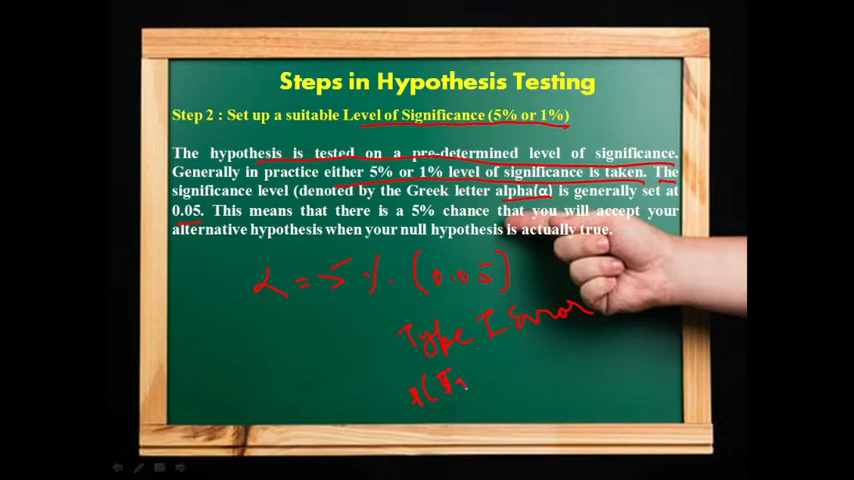 Steps in Hypothesis Testing
Step 2 : Set up a suitable Level of Significance (5% or 1%)
The hypothesis is tested on a pre-determined level of significance.
Generally in practice either 5% or 1% level of significance is taken. The
significance level (denoted by the Greek letter alpha(α) is generally set at
0.05. This means that there is a 5% chance that you will accept your
alternative hypothesis when your null hypothesis is actually true.
α = 5 % (0.05)
Type I Error